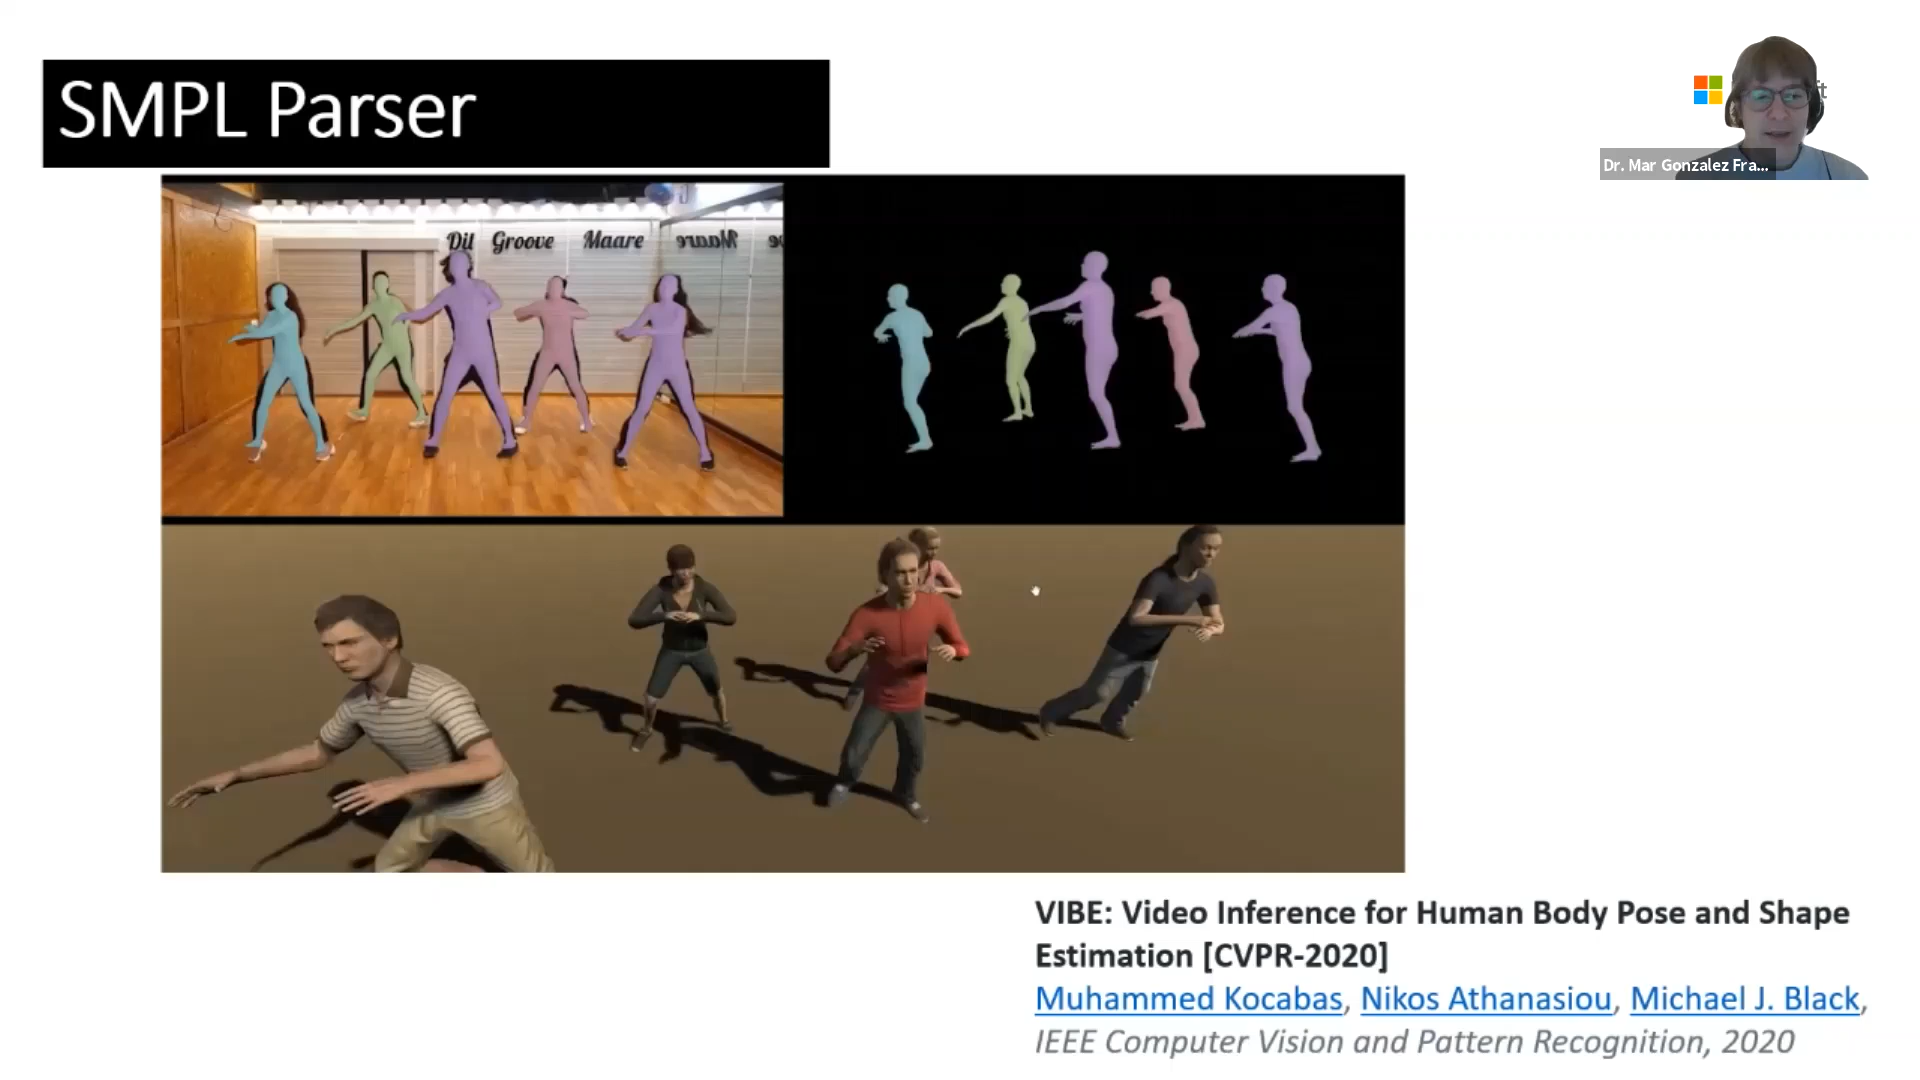 SMPL Parser
Dr. Mar Gonzalez Fra...
Dil Groove Maare Maare
VIBE: Video Inference for Human Body Pose and Shape
Estimation [CVPR-2020]
Muhammed Kocabas, Nikos Athanasiou, Michael J. Black,
IEEE Computer Vision and Pattern Recognition, 2020